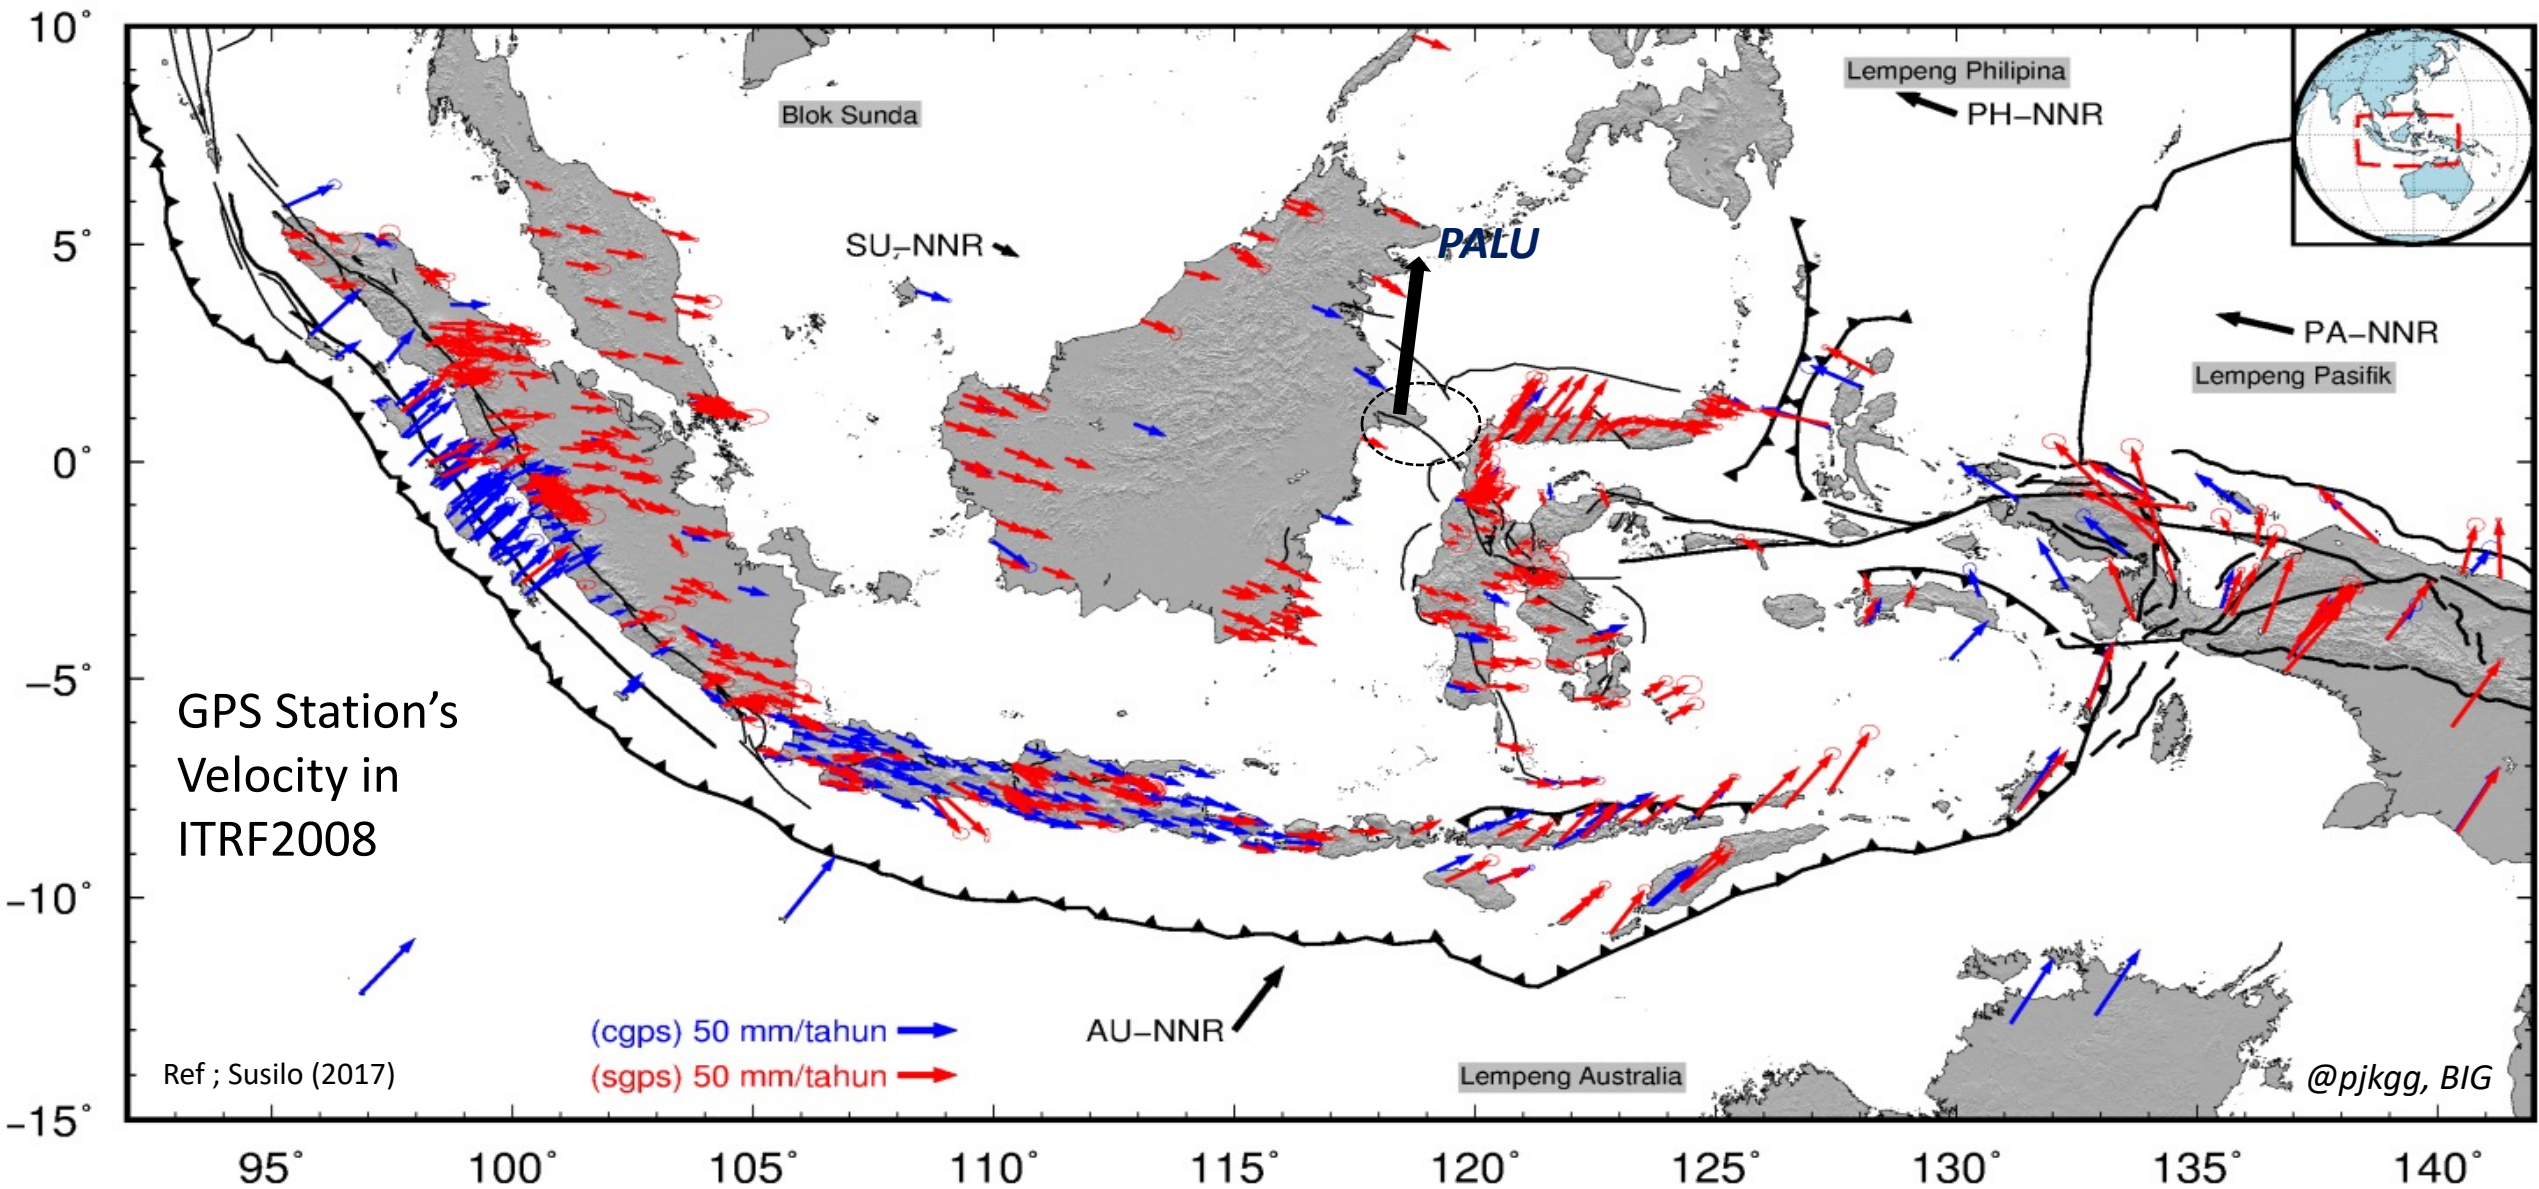 10°
5°
0°
−5°
−10°
−15°
Blok Sunda
Lempeng Philipina
PH−NNR
SU−NNR
PALU
PA−NNR
Lempeng Pasifik
GPS Station’s
Velocity in
ITRF2008
(cgps) 50 mm/tahun
(sgps) 50 mm/tahun
AU−NNR
Ref ; Susilo (2017)
Lempeng Australia
@pjkgg, BIG
95° 100° 105° 110° 115° 120° 125° 130° 135° 140°